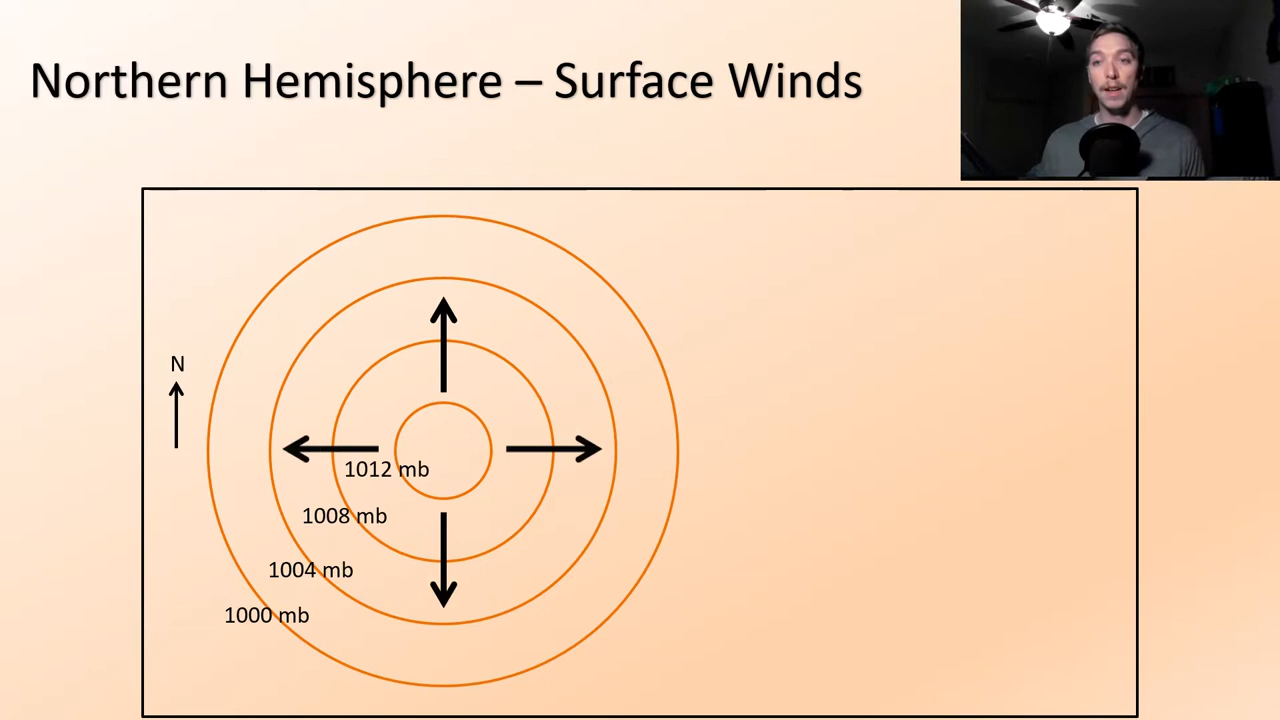 Northern Hemisphere – Surface Winds
N
1012 mb
1008 mb
1004 mb
1000 mb